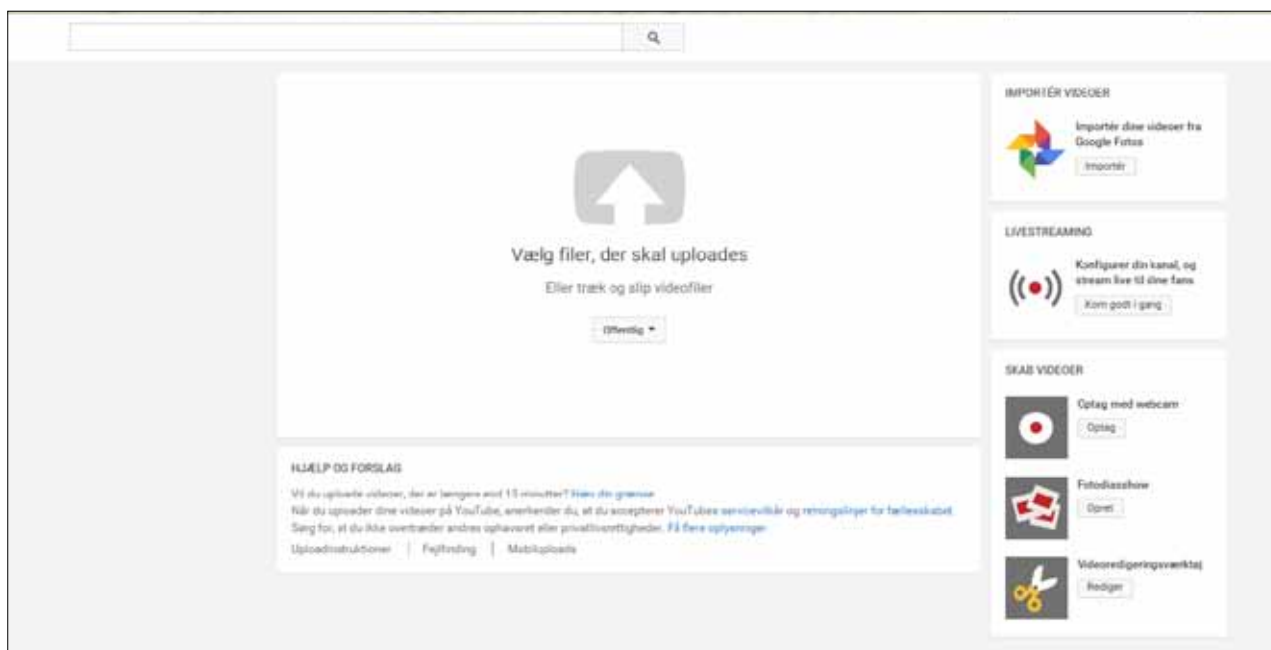 Vælg filer, der skal uploades
Eller træk og slip videofiler
Offentlig
HJÆLP OG FORSLAG
Vil du uploade videoer, der er længere end 15 minutter? Hæv din grænse
Når du uploader dine videoer på YouTube, anerkender du, at du accepterer YouTubes servicevilkår og retningslinjer for fællesskabet.
Sørg for, at du ikke overtræder andres ophavsret eller privatlivsrettigheder. Få flere oplysninger
Uploadinstruktioner | Fejlfinding | Mobiluploads
IMPORTÉR VIDEOER
Importér dine videoer fra
Google Fotos
Importér
LIVESTREAMING
Konfigurer din kanal, og
stream live til dine fans
Kom godt i gang
SKAB VIDEOER
Optag med webcam
Optag
Fotodiasshow
Opret
Videoredigeringsværktøj
Rediger